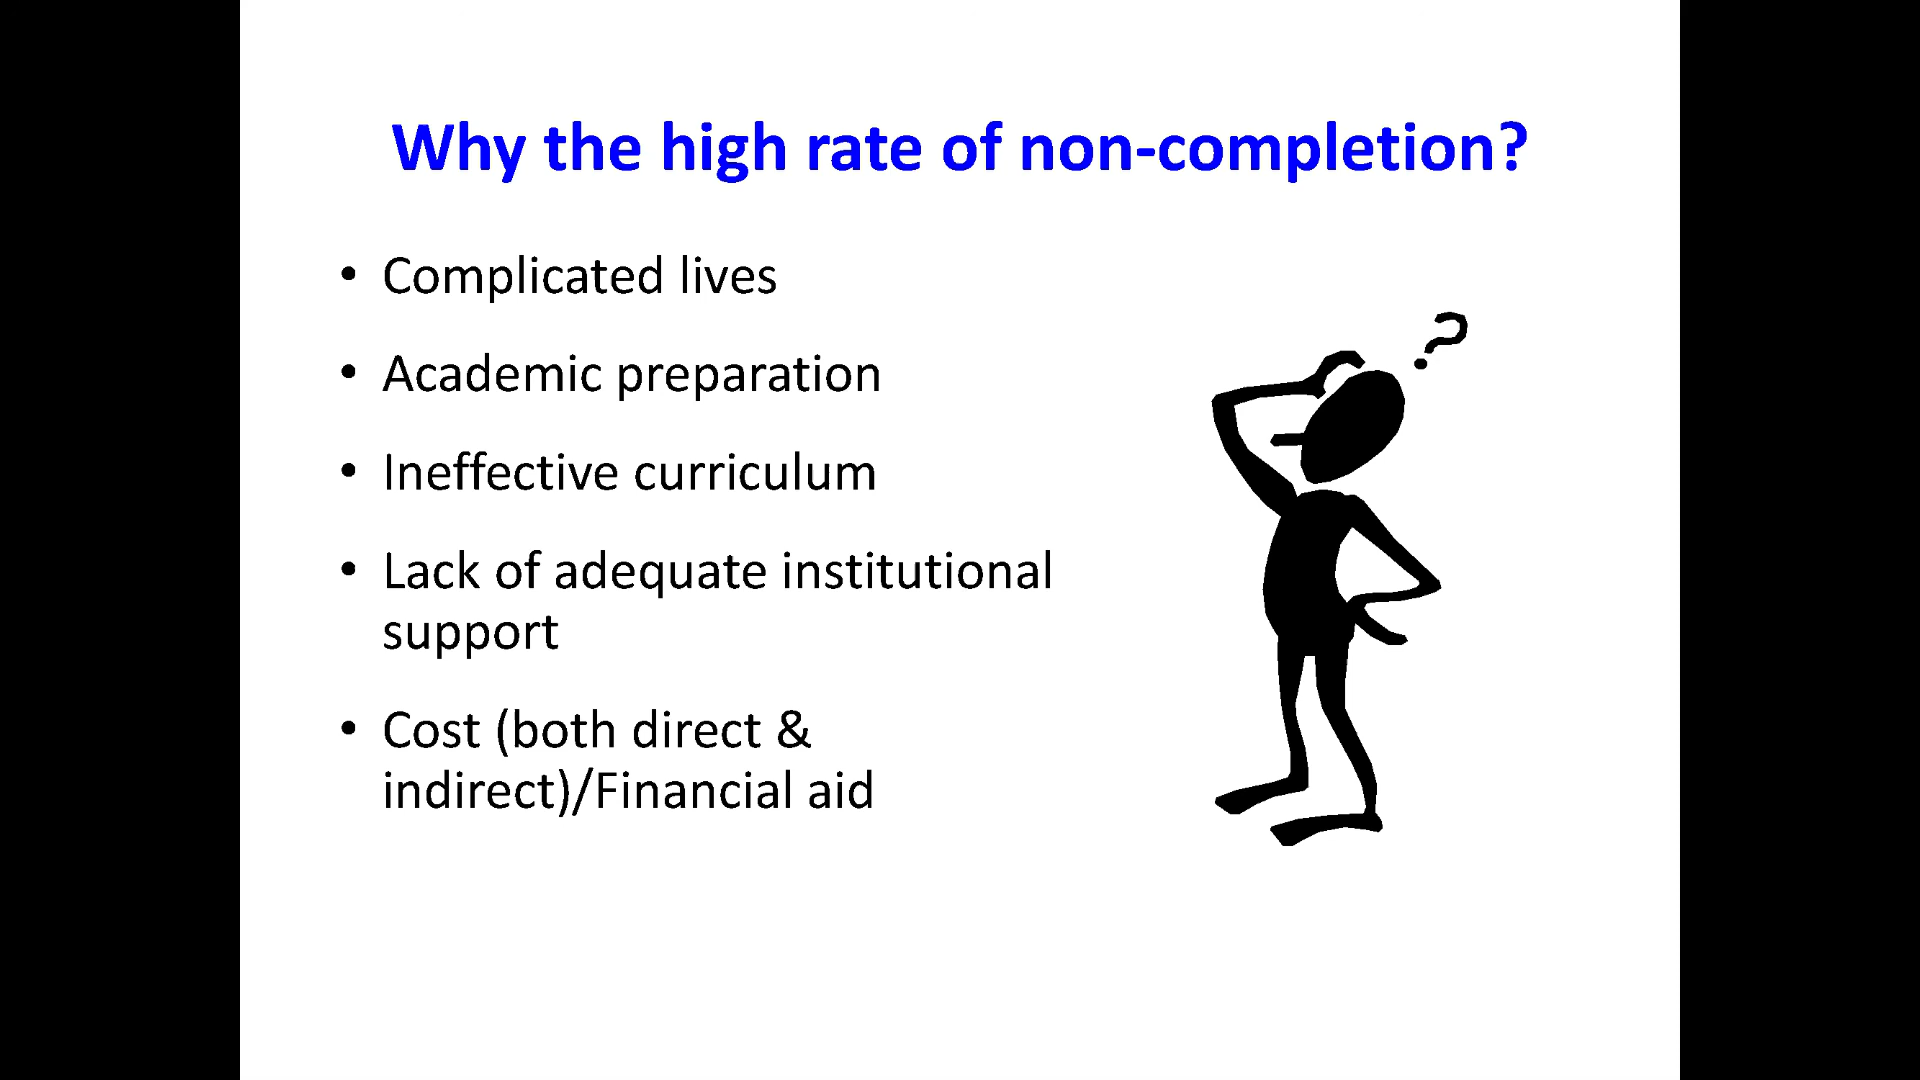 Why the high rate of non-completion?
• Complicated lives
• Academic preparation
• Ineffective curriculum
• Lack of adequate institutional
support
• Cost (both direct &
indirect)/Financial aid
?